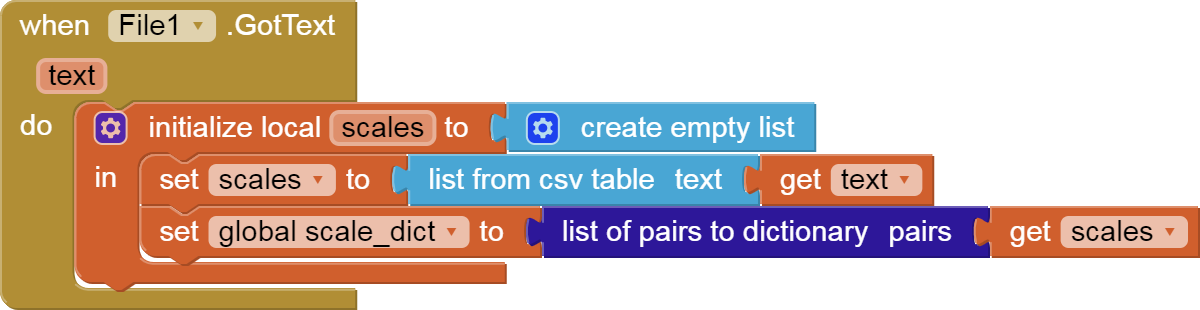 when File1 .GotText
text
do initialize local scales to create empty list
in set scales to list from csv table text get text
set global scale_dict to list of pairs to dictionary pairs get scales